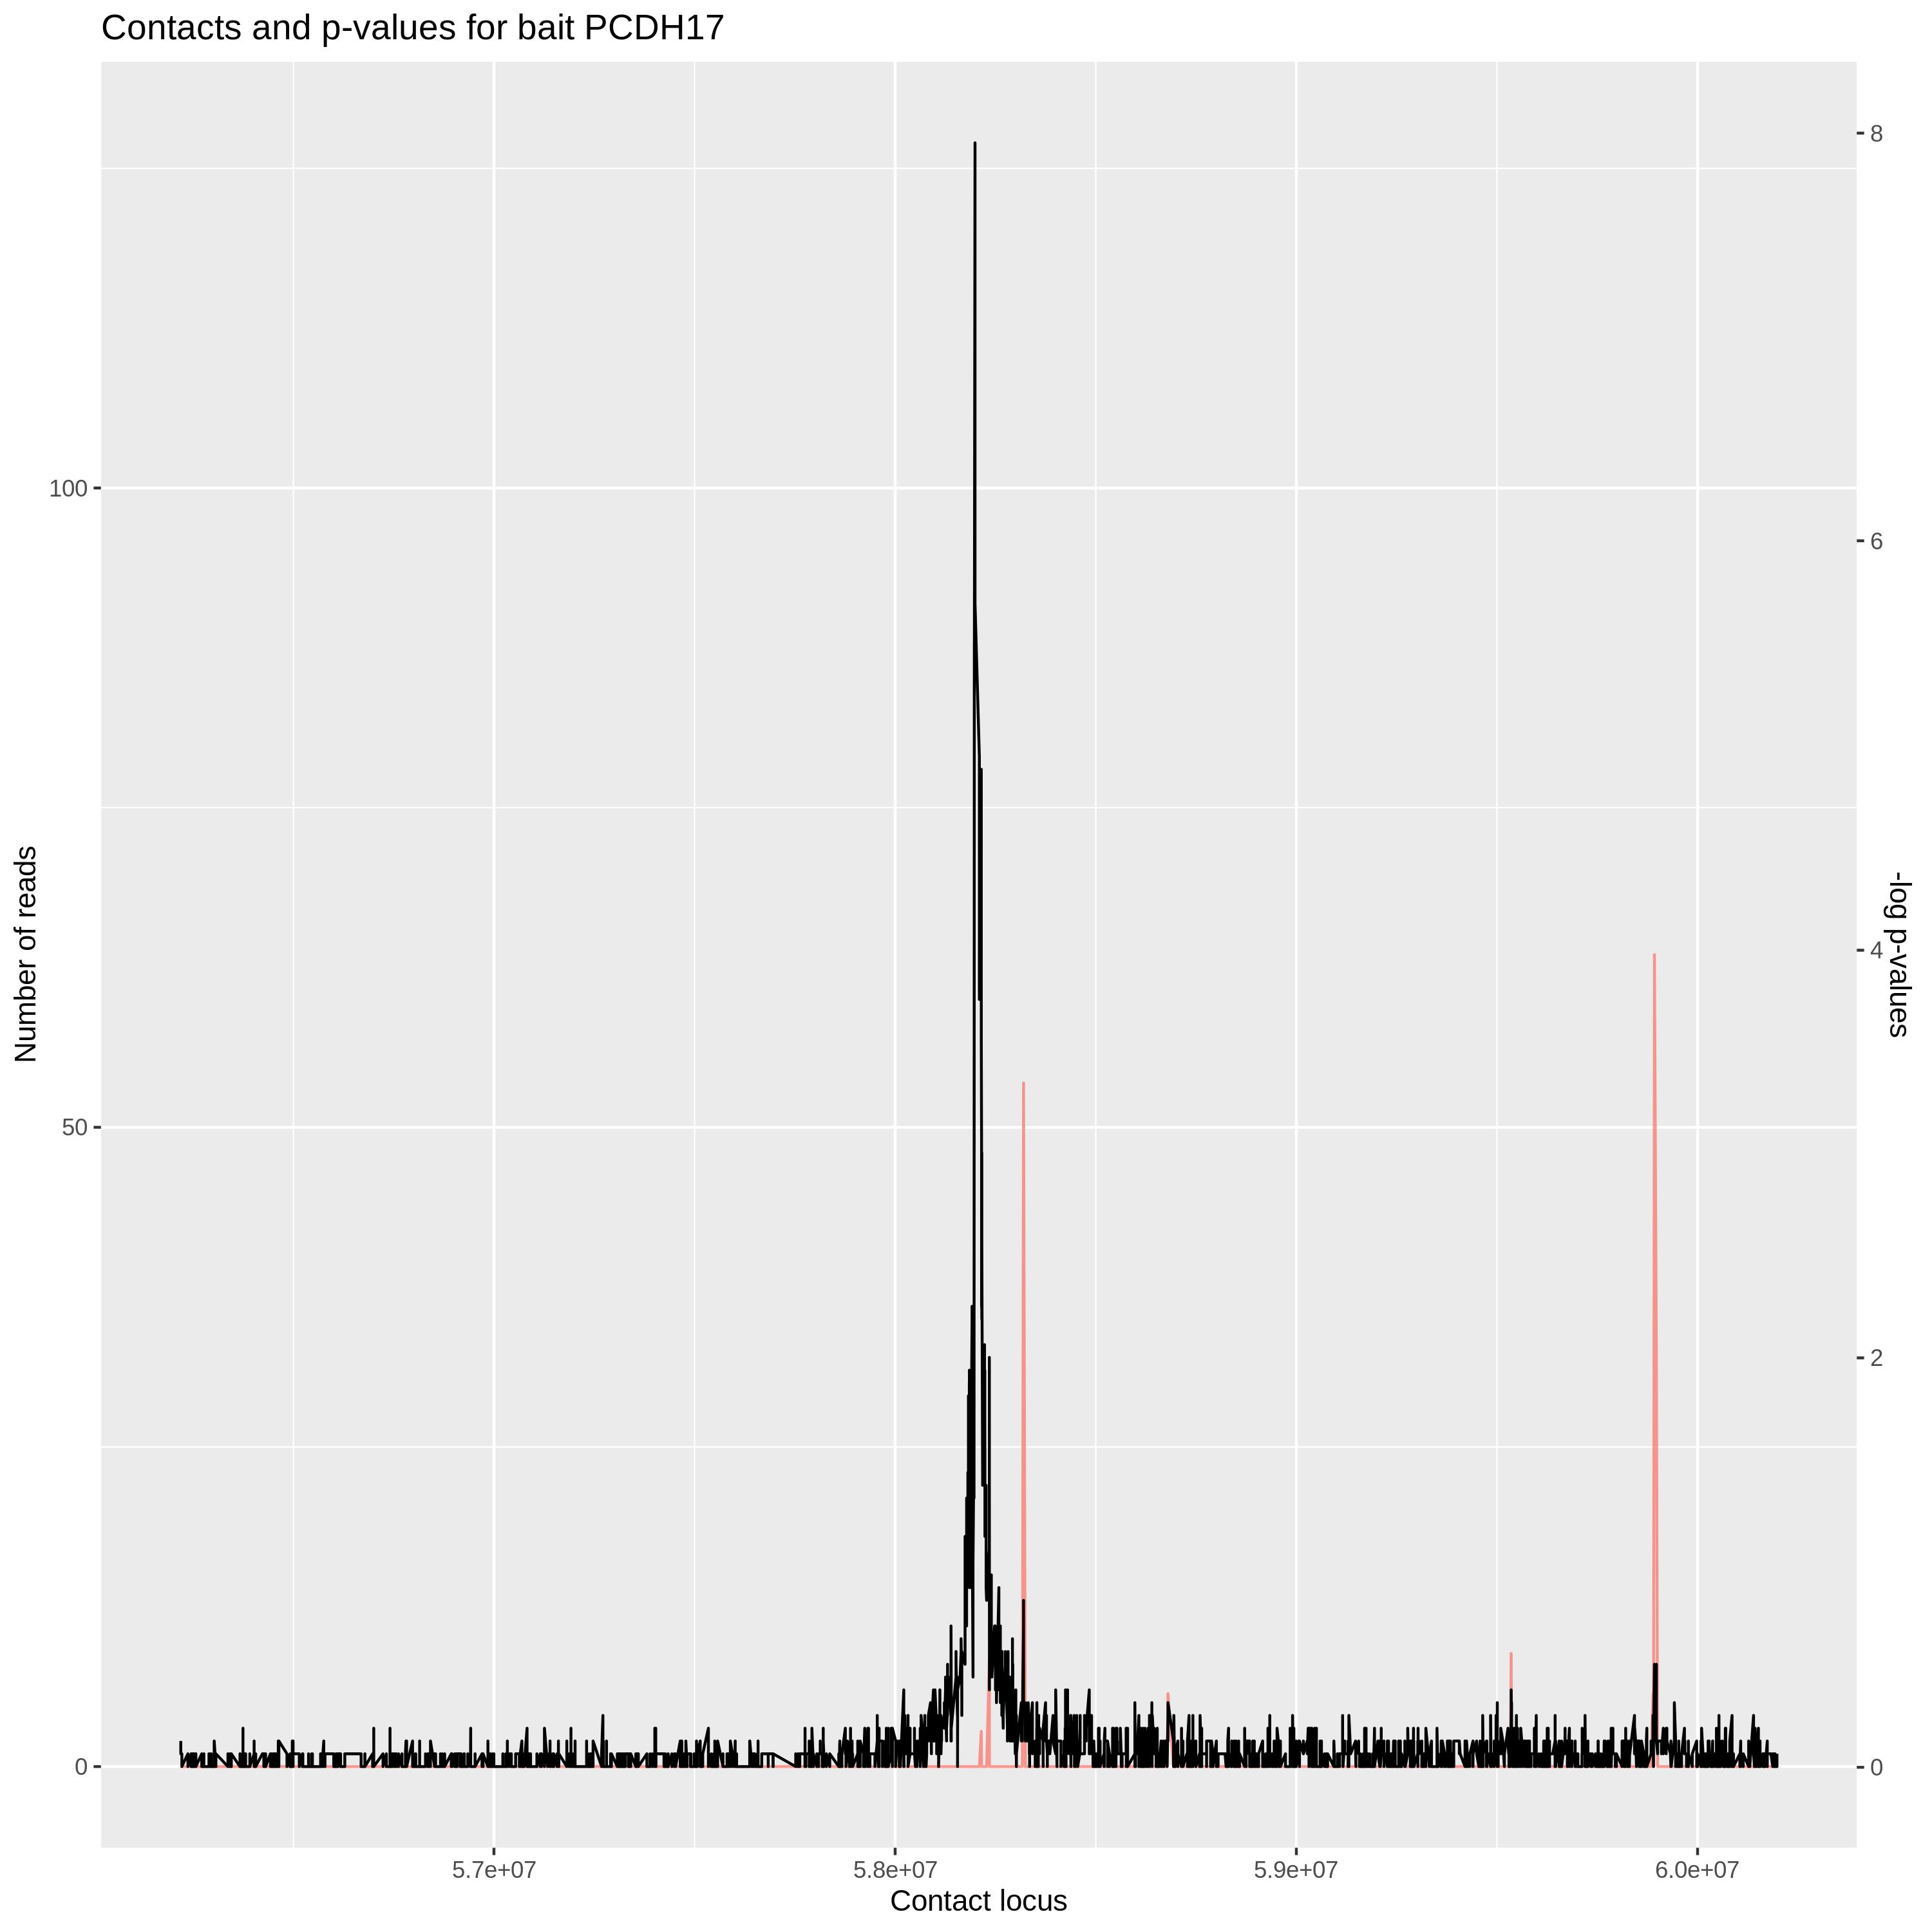 Contacts and p-values for bait PCDH17
Number of reads
100
50
0
8
6
4
2
0
-log p-values
5.7e+07 5.8e+07 5.9e+07 6.0e+07
Contact locus